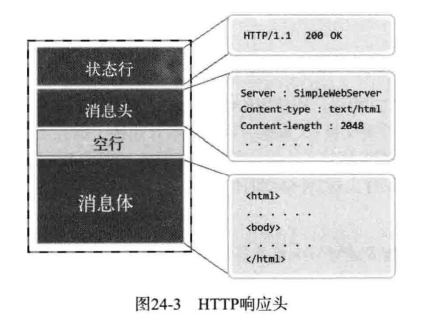 状态行
HTTP/1.1 200 OK
消息头
Server : SimpleWebServer
Content-type : text/html
Content-length : 2048
. . . . . .
空行
消息体
<html>
. . . . . .
<body>
. . . . . .
</html>
图24-3 HTTP响应头